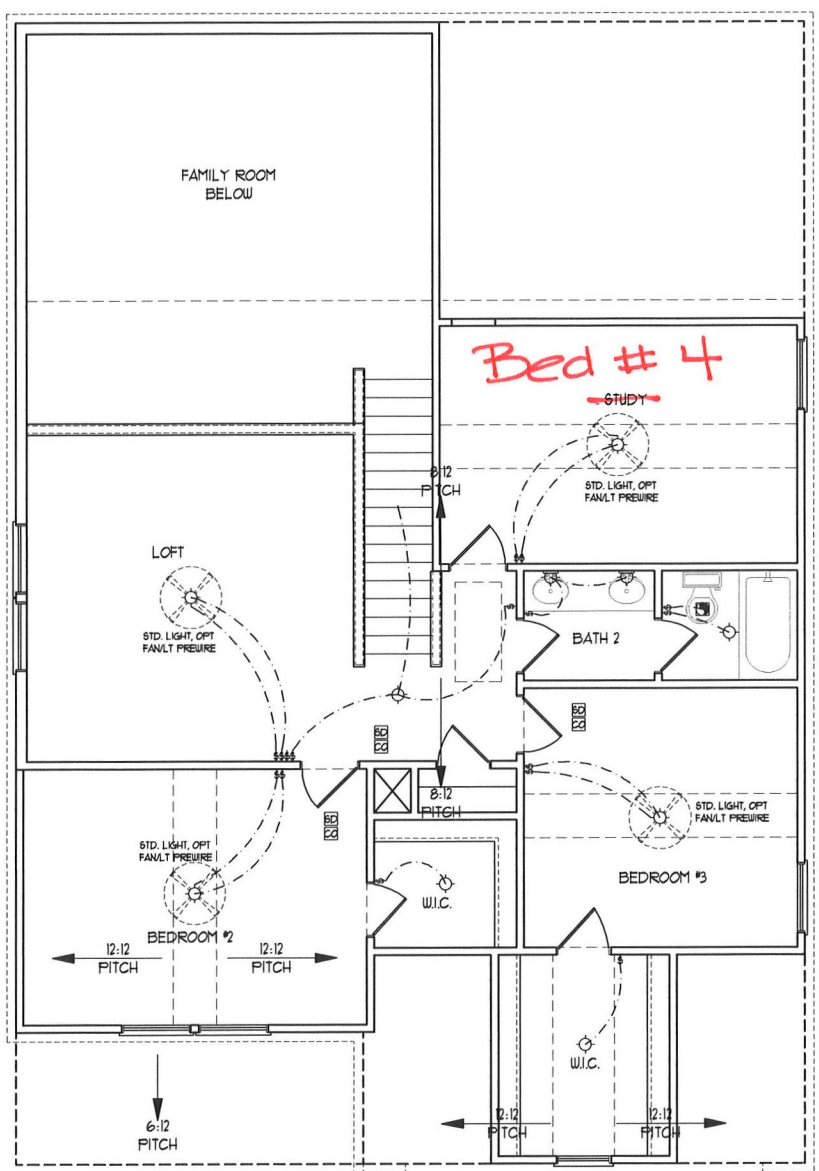 FAMILY ROOM
BELOW
Bed # 4
STUDY
STD. LIGHT, OPT
FAN/LT PREWIRE
8:12
PITCH
LOFT
STD. LIGHT, OPT
FAN/LT PREWIRE
BATH 2
SD
CO
SD
CO
8:12
PITCH
SD
CO
STD. LIGHT, OPT
FAN/LT PREWIRE
BEDROOM #3
STD. LIGHT, OPT
FAN/LT PREWIRE
W.I.C.
BEDROOM #2
12:12
PITCH
12:12
PITCH
W.I.C.
6:12
PITCH
12:12
PITCH
12:12
PITCH